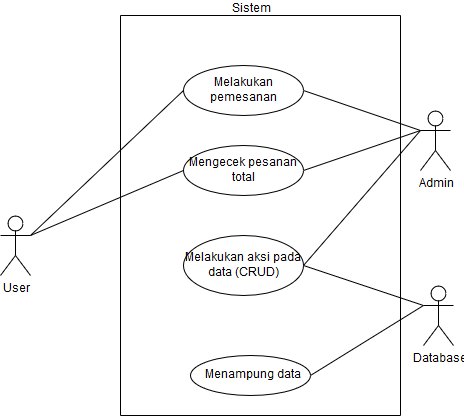 Sistem
Melakukan
pemesanan
Mengecek pesanan
total
Admin
Melakukan aksi pada
data (CRUD)
User
Database
Menampung data